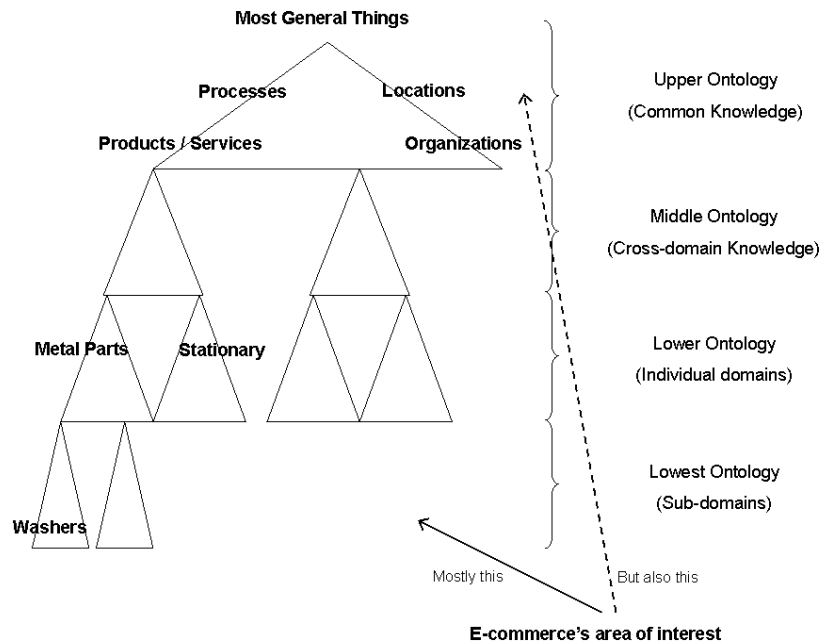 Most General Things
Processes
Locations
Products / Services
Organizations
Upper Ontology
(Common Knowledge)
Middle Ontology
(Cross-domain Knowledge)
Metal Parts
Stationary
Lower Ontology
(Individual domains)
Washers
Lowest Ontology
(Sub-domains)
Mostly this
But also this
E-commerce's area of interest